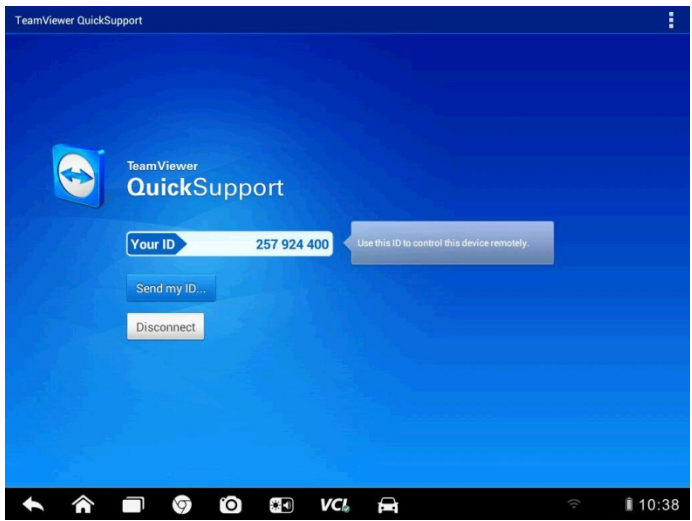 TeamViewer QuickSupport
TeamViewer
QuickSupport
Your ID 257 924 400
Use this ID to control this device remotely.
Send my ID...
Disconnect
VCI
10:38